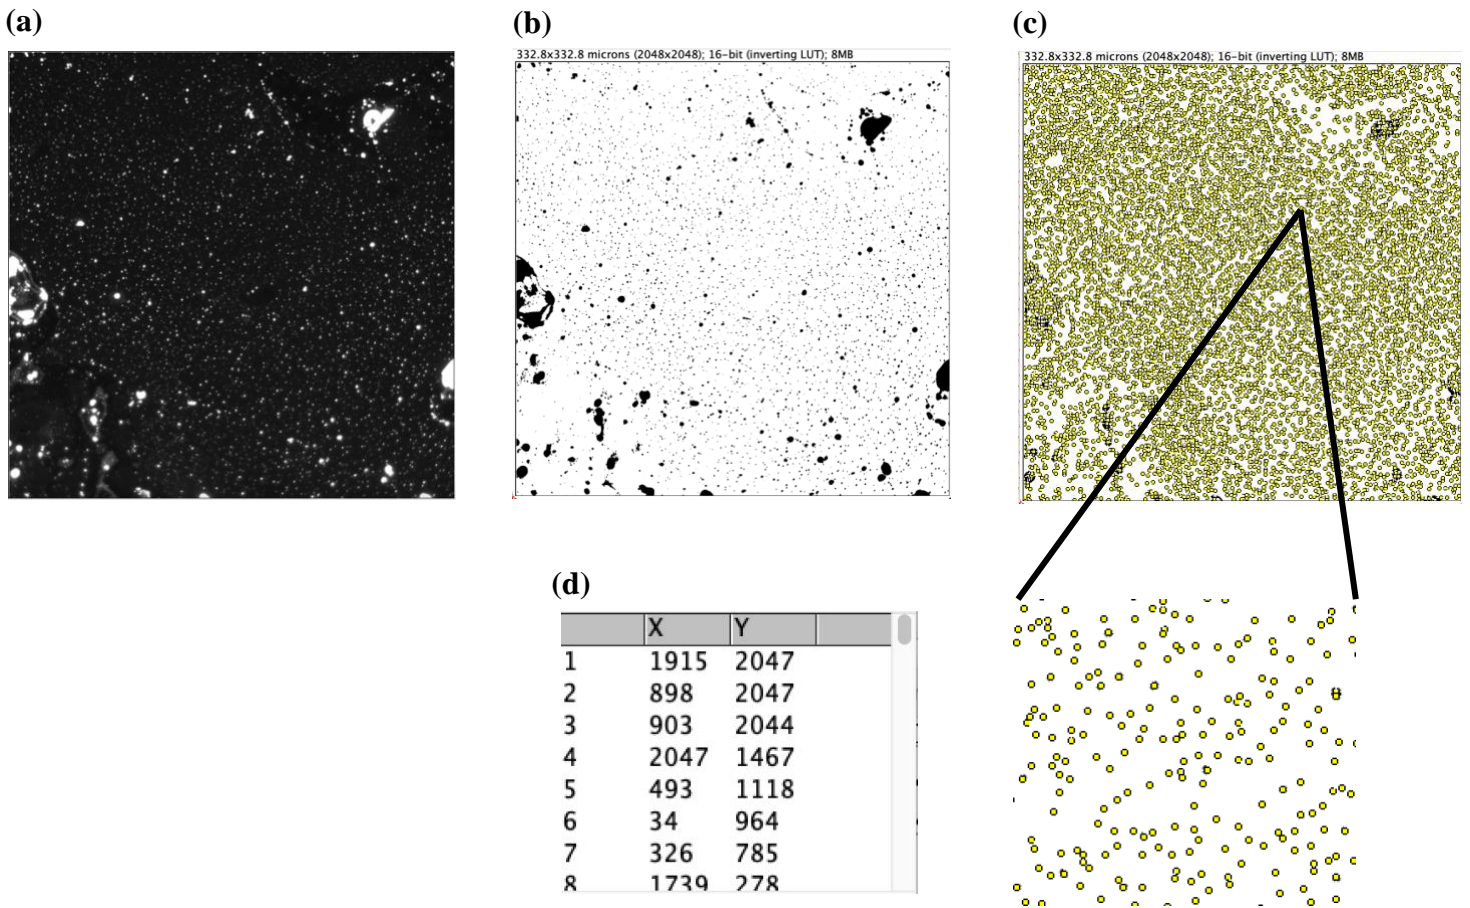 (a)
(b)
(c)
332.8x332.8 microns (2048x2048); 16-bit (inverting LUT); 8MB
332.8x332.8 microns (2048x2048); 16-bit (inverting LUT); 8MB
(d)
X Y
1 1915 2047
2 898 2047
3 903 2044
4 2047 1467
5 493 1118
6 34 964
7 326 785
8 1739 278